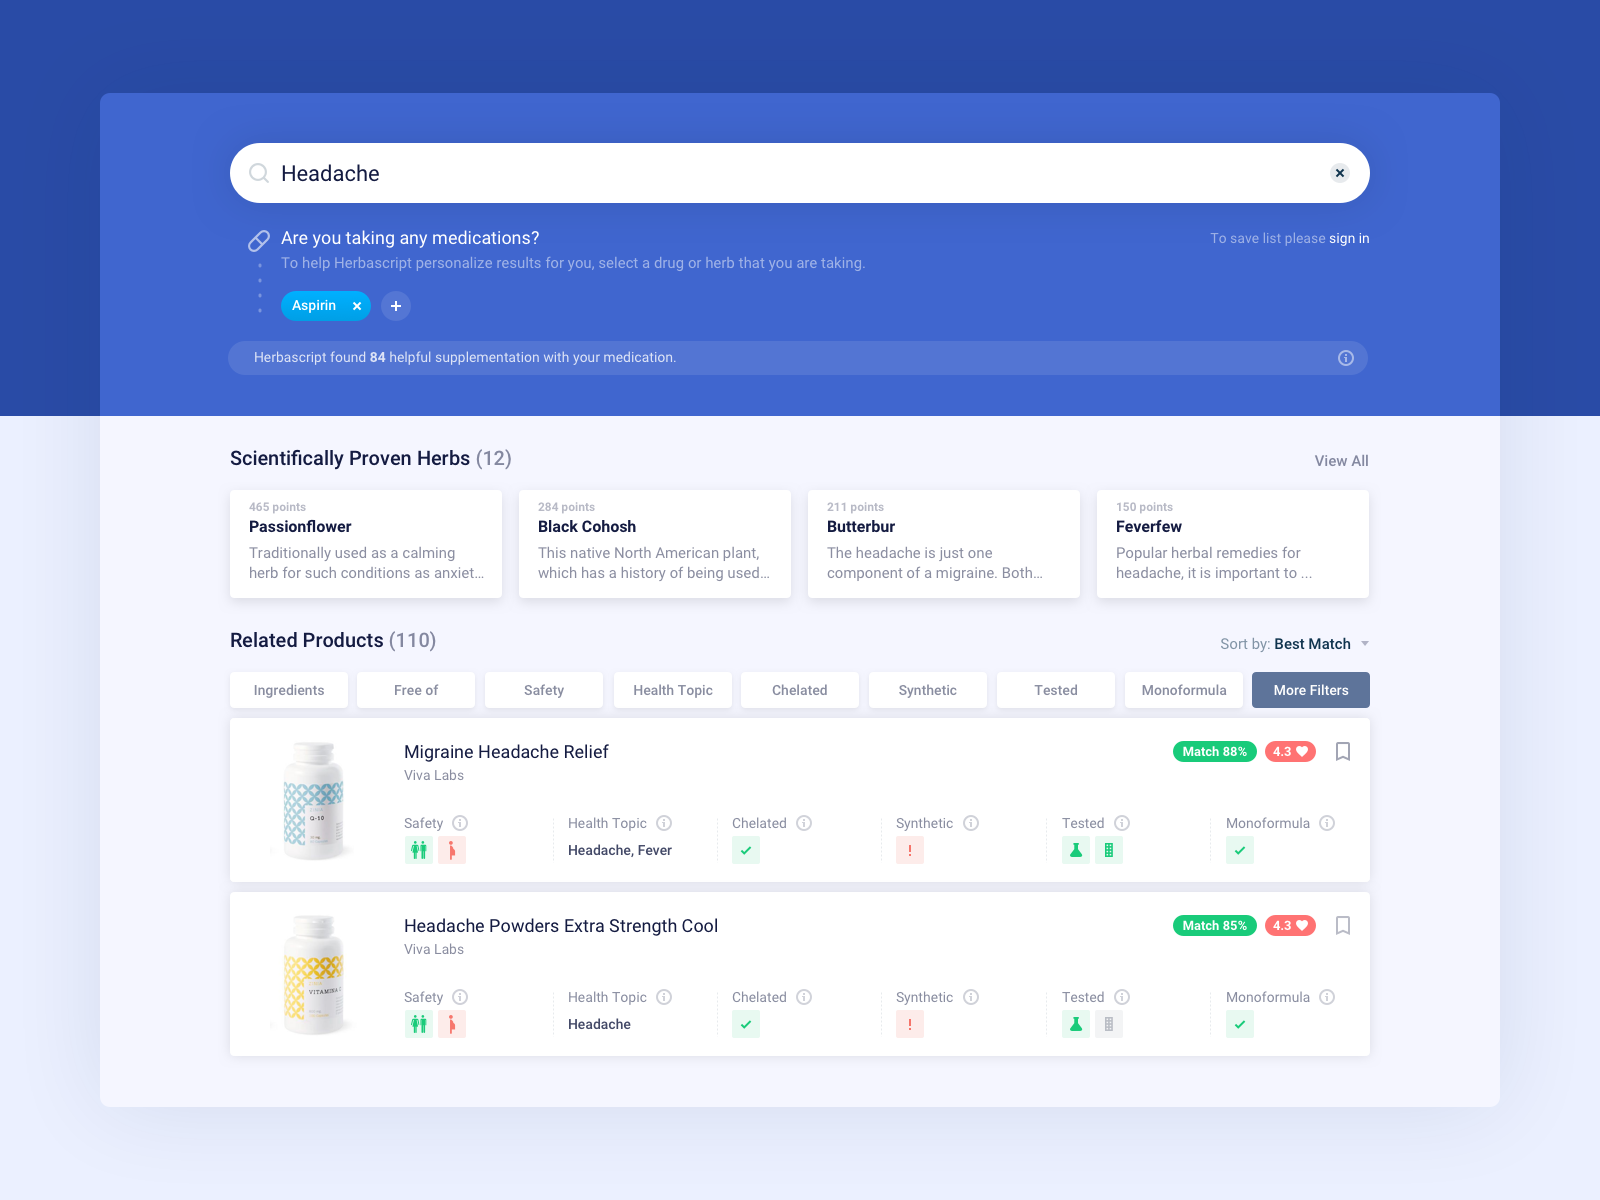 Headache
Are you taking any medications?
To save list please sign in
To help Herbascript personalize results for you, select a drug or herb that you are taking.
Aspirin
Herbascript found 84 helpful supplementation with your medication.
Scientifically Proven Herbs (12)
View All
465 points
Passionflower
Traditionally used as a calming
herb for such conditions as anxiet...
284 points
Black Cohosh
This native North American plant,
which has a history of being used...
211 points
Butterbur
The headache is just one
component of a migraine. Both...
150 points
Feverfew
Popular herbal remedies for
headache, it is important to ...
Related Products (110)
Sort by: Best Match
Ingredients
Free of
Safety
Health Topic
Chelated
Synthetic
Tested
Monoformula
More Filters
Q-10
Migraine Headache Relief
Viva Labs
Match 88%
4.3
Safety
Health Topic
Headache, Fever
Chelated
Synthetic
Tested
Monoformula
Headache Powders Extra Strength Cool
Viva Labs
Match 85%
4.3
Safety
Health Topic
Headache
Chelated
Synthetic
Tested
Monoformula